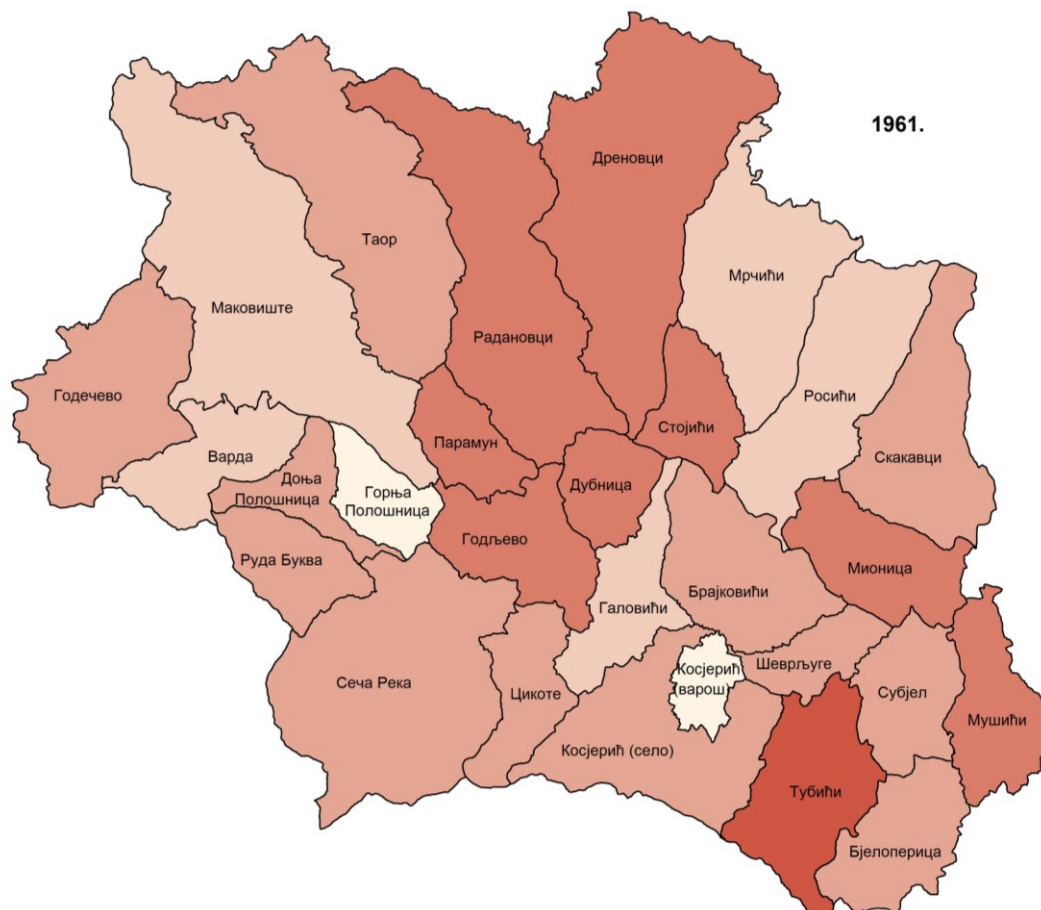 1961.
Дреновци
Таор
Мрчићи
Маковиште
Радановци
Годечево
Росићи
Стојићи
Парамун
Варда
Скакавци
Доња
Полошница
Горња
Полошница
Дубница
Годљево
Руда Буква
Мионица
Брајковићи
Галовићи
Шеврљуге
Косјерић
(варош)
Сеча Река
Цикоте
Субјел
Мушићи
Косјерић (село)
Тубићи
Бјелоперица